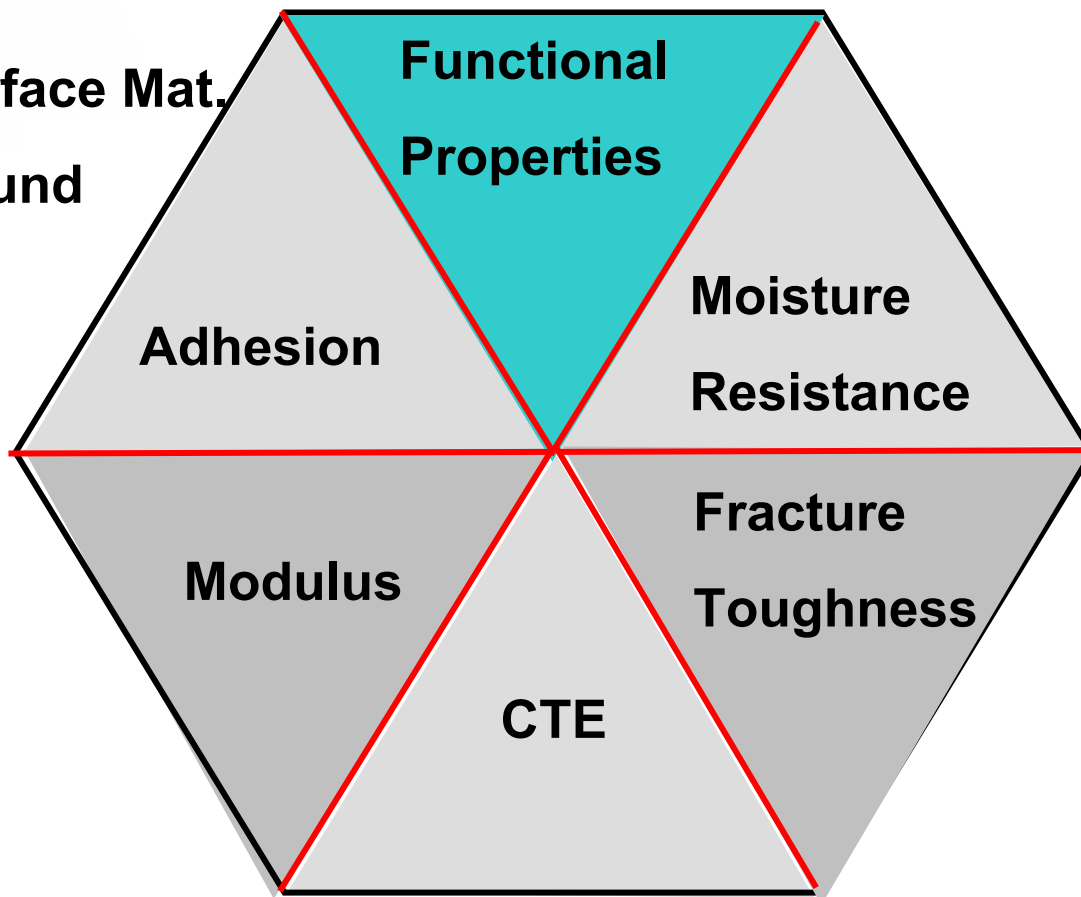 Functional
face Mat.
Properties
und
Moisture
Adhesion
Resistance
Fracture
Modulus
Toughness
CTE